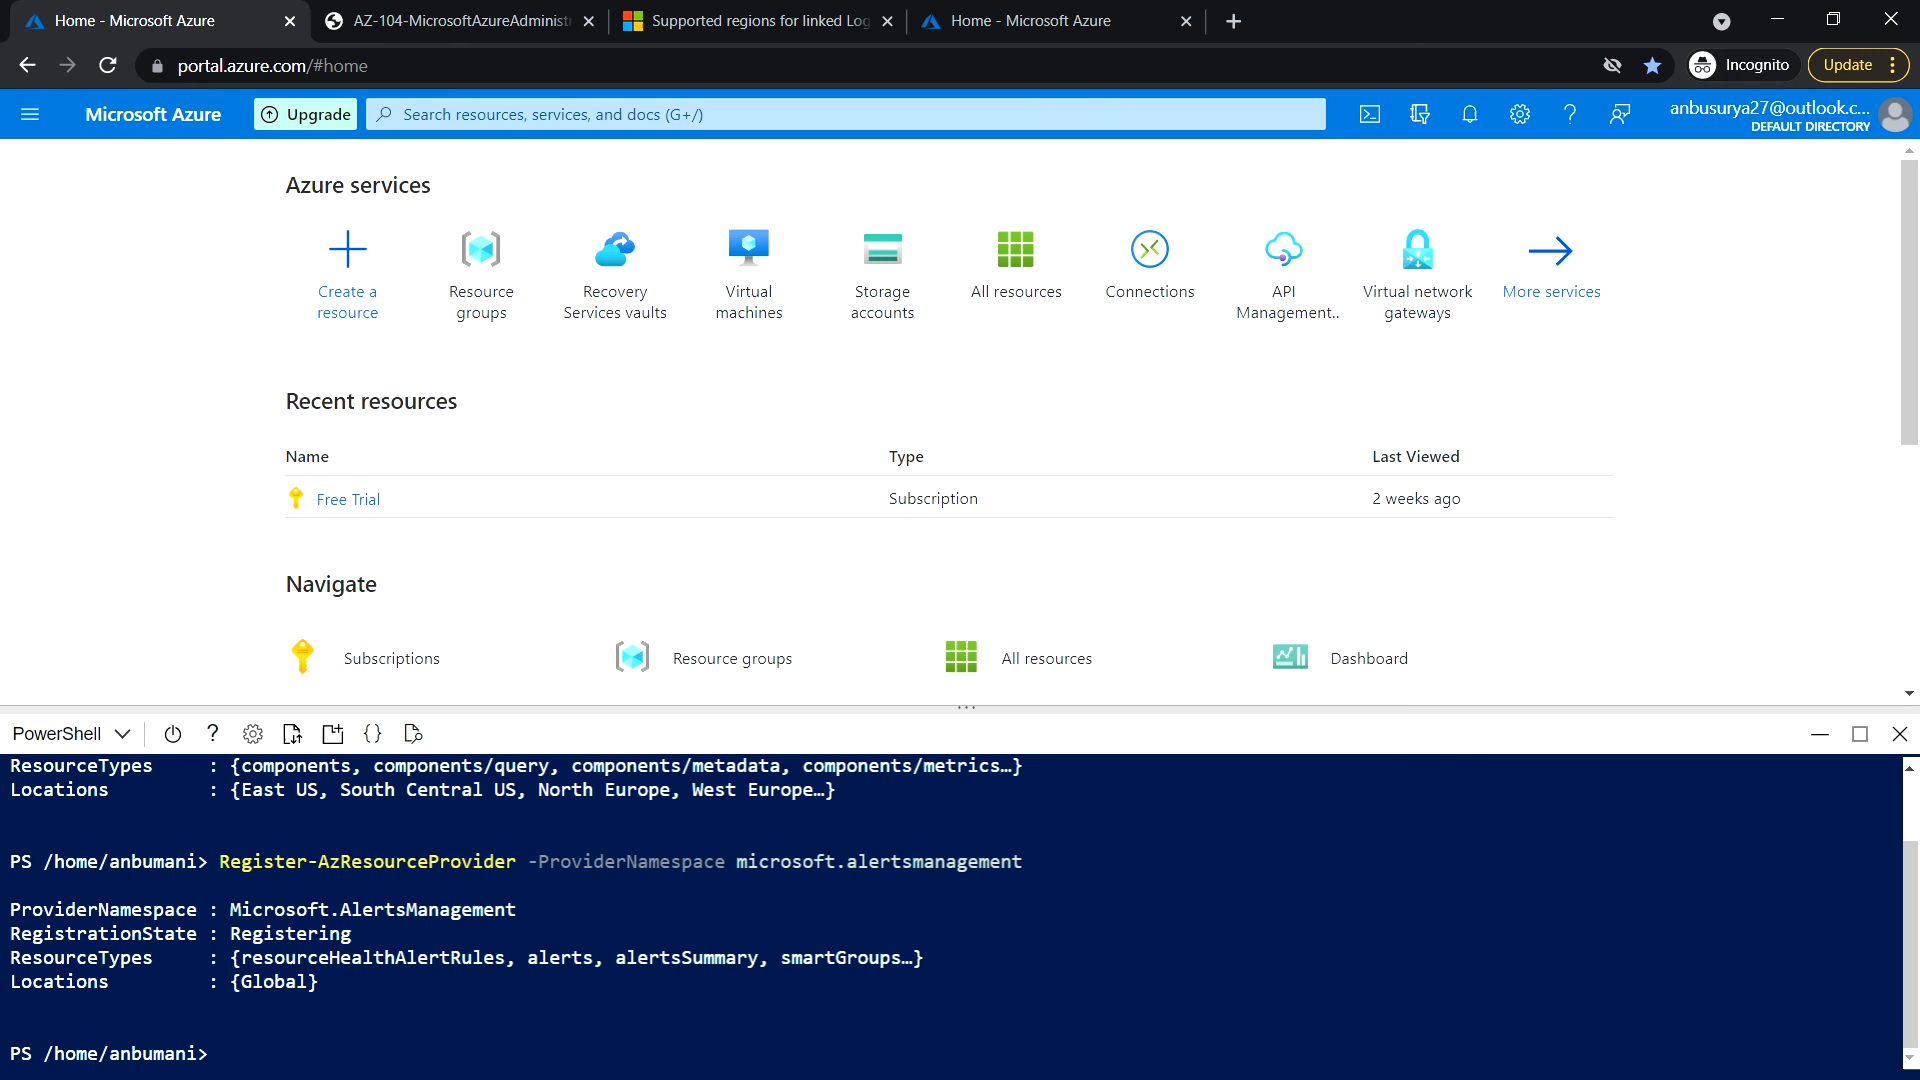 Home - Microsoft Azure
AZ-104-MicrosoftAzureAdminist
Supported regions for linked Log
Home - Microsoft Azure
portal.azure.com/#home
Incognito
Update
Microsoft Azure
Upgrade
Search resources, services, and docs (G+/)
anbusurya27@outlook.c...
DEFAULT DIRECTORY
Azure services
Create a resource
Resource groups
Recovery Services vaults
Virtual machines
Storage accounts
All resources
Connections
API Management..
Virtual network gateways
More services
Recent resources
Name Type Last Viewed
Free Trial Subscription 2 weeks ago
Navigate
Subscriptions Resource groups All resources Dashboard
PowerShell
ResourceTypes : {components, components/query, components/metadata, components/metrics…}
Locations : {East US, South Central US, North Europe, West Europe…}
PS /home/anbumani> Register-AzResourceProvider -ProviderNamespace microsoft.alertsmanagement
ProviderNamespace : Microsoft.AlertsManagement
RegistrationState : Registering
ResourceTypes : {resourceHealthAlertRules, alerts, alertsSummary, smartGroups…}
Locations : {Global}
PS /home/anbumani>